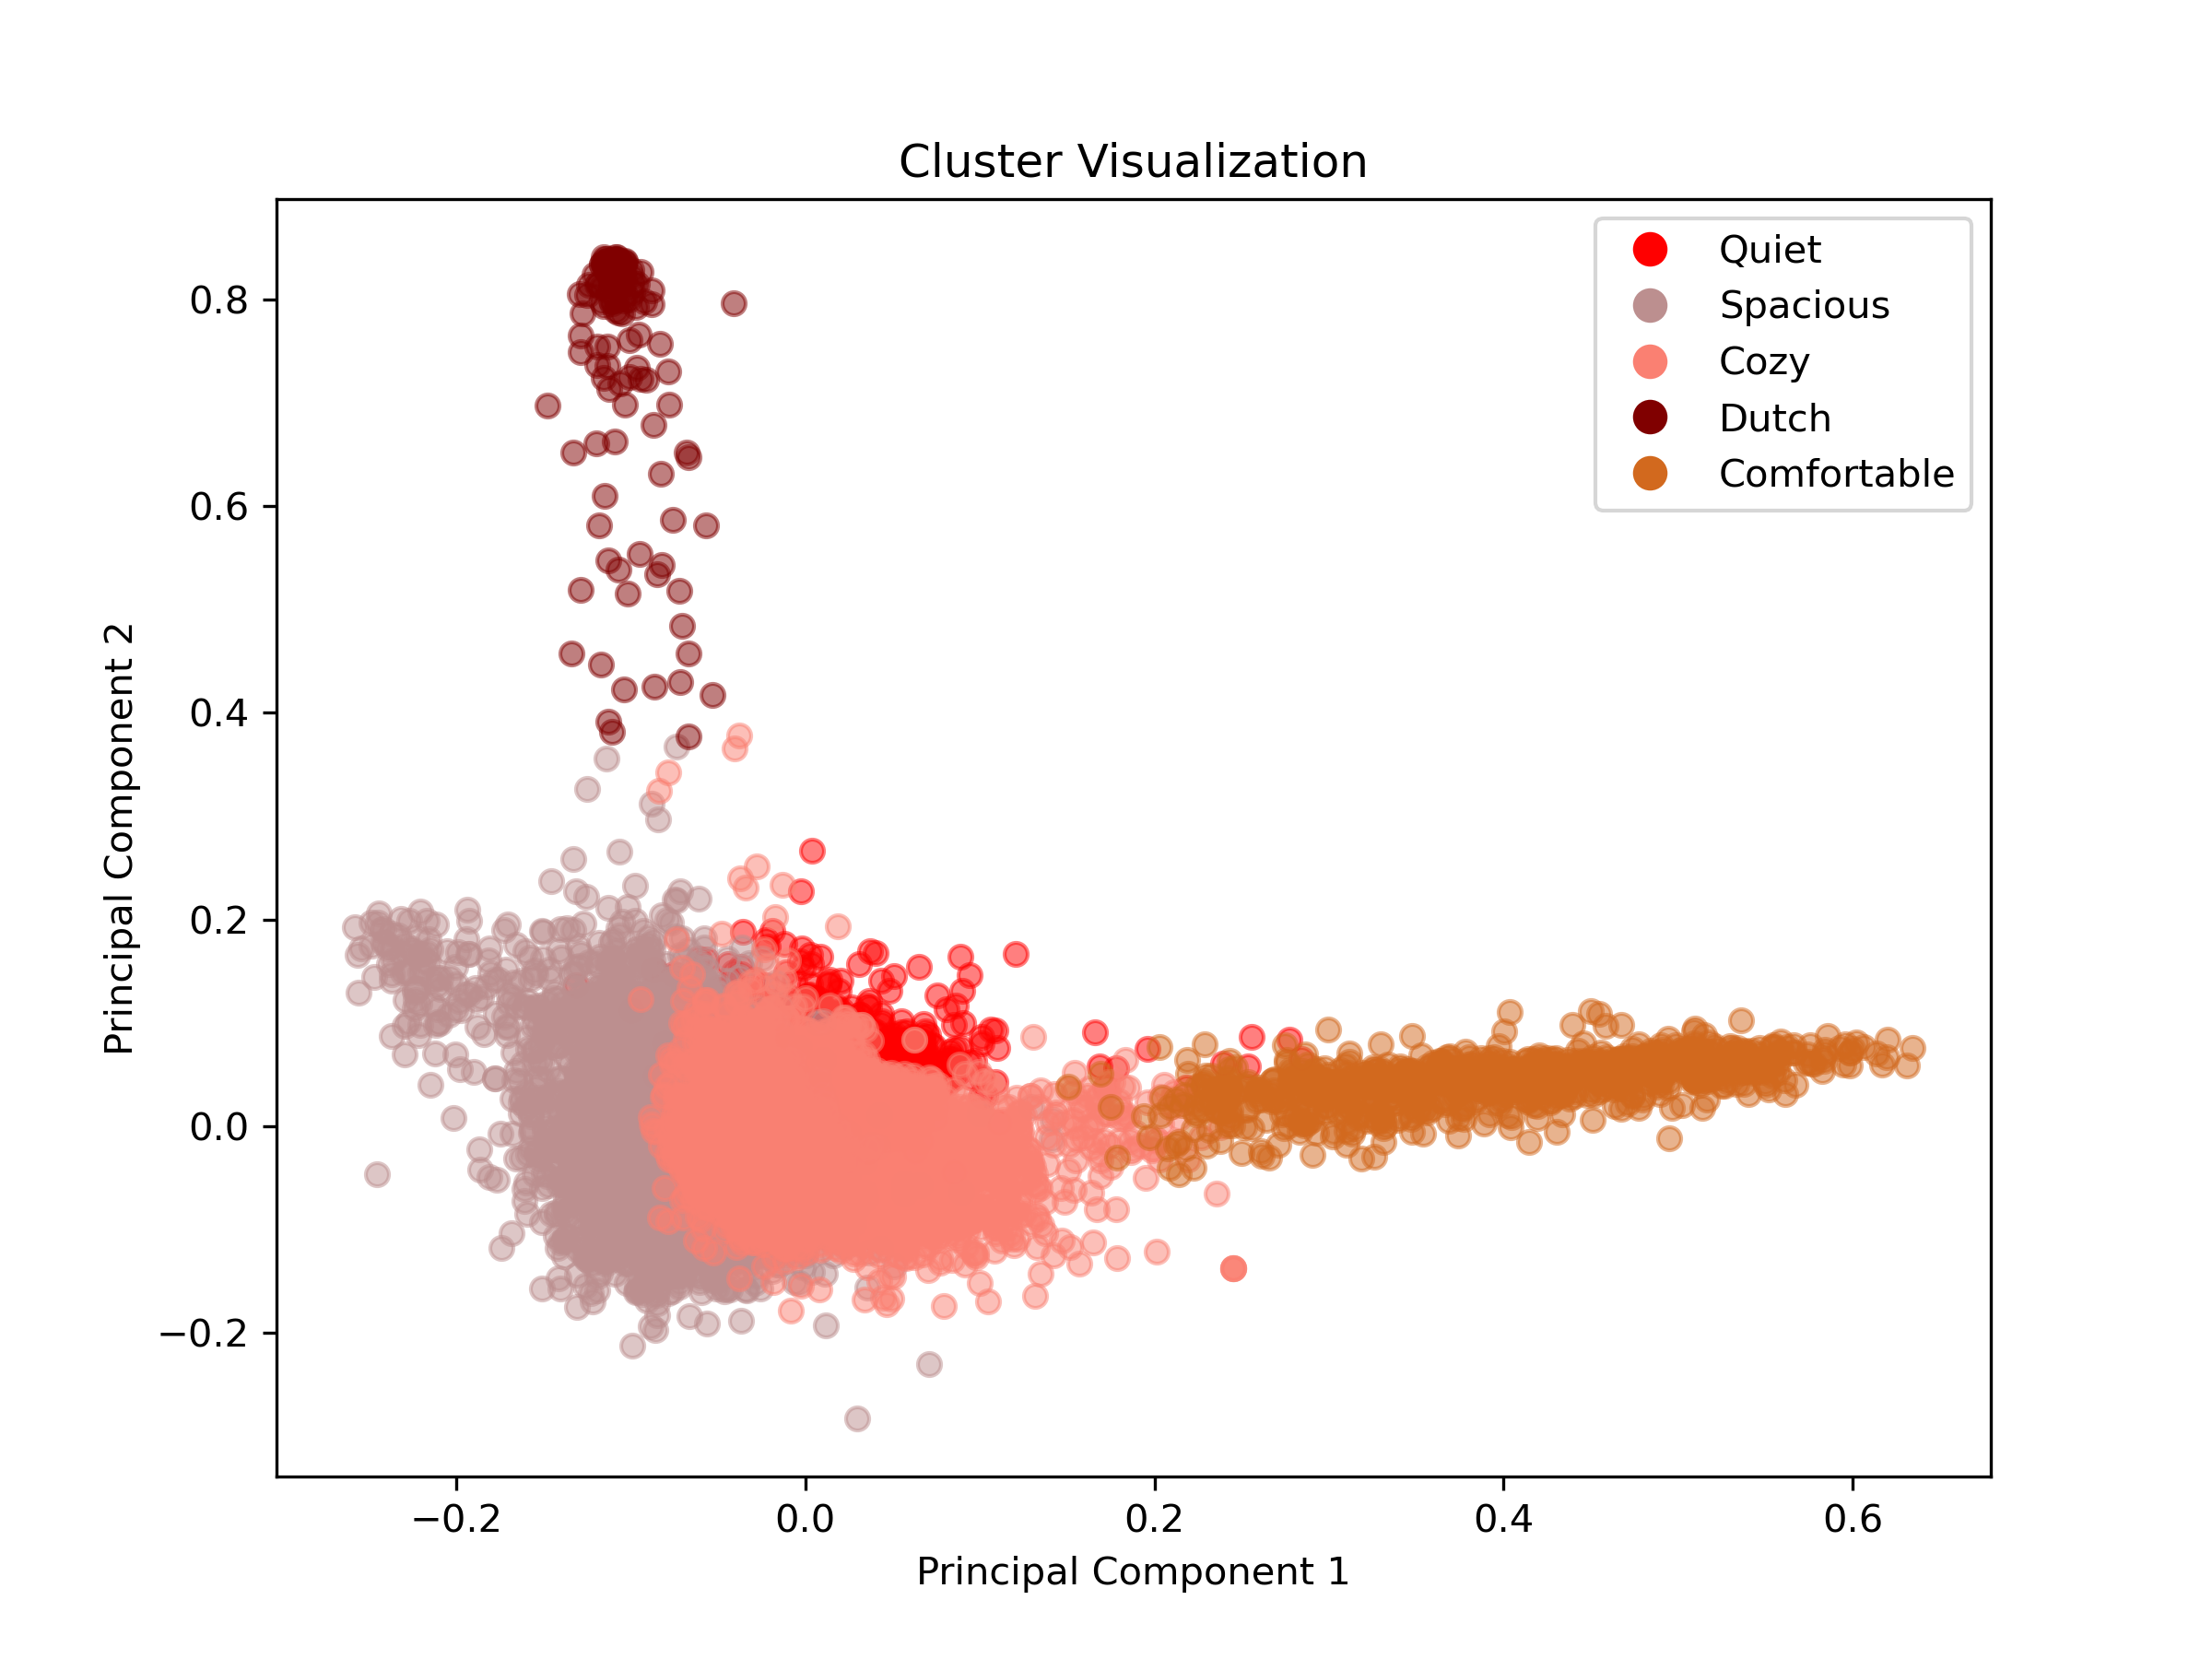 Cluster Visualization
Quiet
Spacious
Cozy
Dutch
Comfortable
0.8
0.6
0.4
0.2
0.0
−0.2
Principal Component 2
−0.2 0.0 0.2 0.4 0.6
Principal Component 1